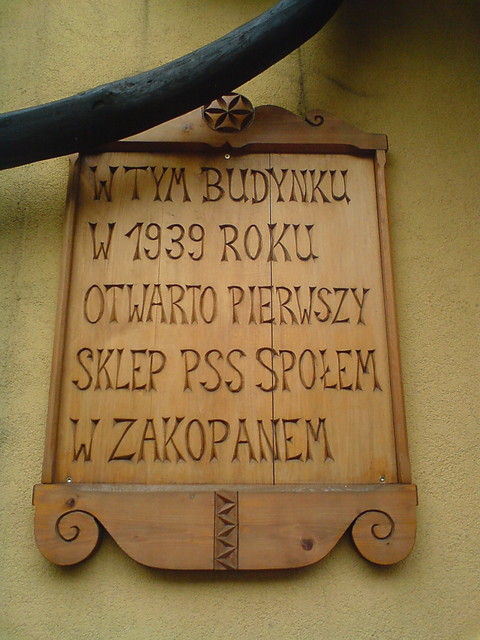 W TYM BUDYNKU
W 1939 ROKU
OTWARTO PIERWSZY
SKLEP PSS SPOŁEM
W ZAKOPANEM